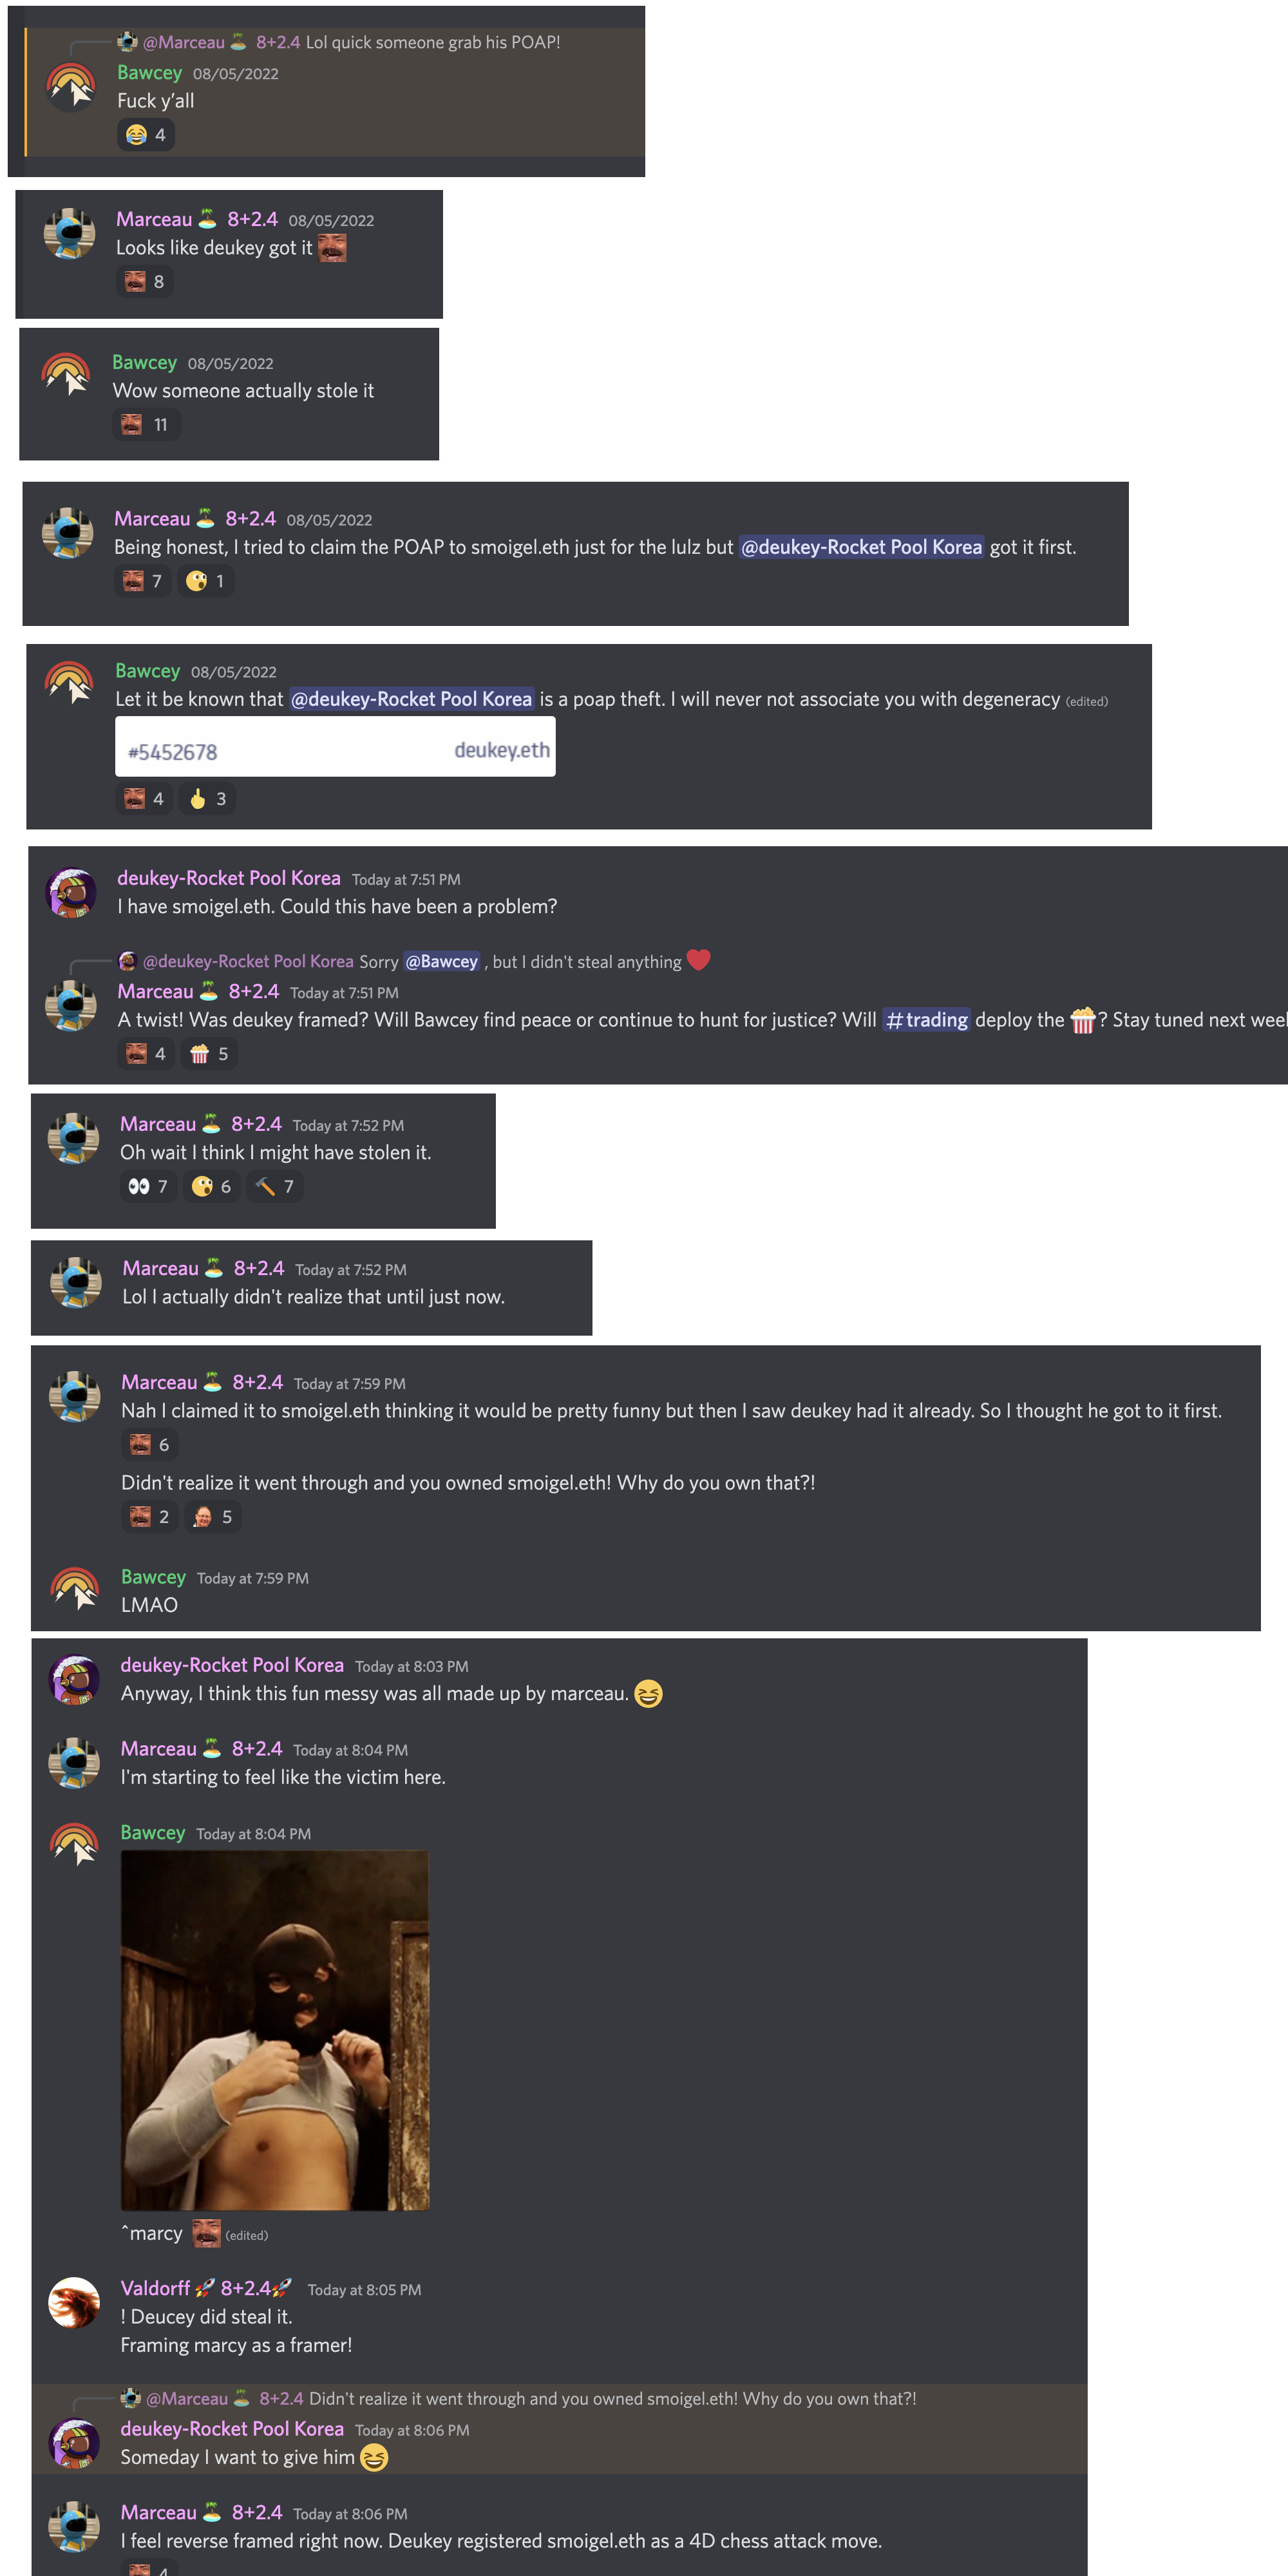 @Marceau🏝️ 8+2.4 Lol quick someone grab his POAP!
Bawcey 08/05/2022
Fuck y’all
😂 4
Marceau🏝️ 8+2.4 08/05/2022
Looks like deukey got it
8
Bawcey 08/05/2022
Wow someone actually stole it
11
Marceau🏝️ 8+2.4 08/05/2022
Being honest, I tried to claim the POAP to smoigel.eth just for the lulz but @deukey-Rocket Pool Korea got it first.
7 1
Bawcey 08/05/2022
Let it be known that @deukey-Rocket Pool Korea is a poap theft. I will never not associate you with degeneracy (edited)
#5452678 deukey.eth
4 🖕 3
deukey-Rocket Pool Korea Today at 7:51 PM
I have smoigel.eth. Could this have been a problem?
@deukey-Rocket Pool Korea Sorry @Bawcey , but I didn't steal anything ❤️
Marceau🏝️ 8+2.4 Today at 7:51 PM
A twist! Was deukey framed? Will Bawcey find peace or continue to hunt for justice? Will #trading deploy the 🍿? Stay tuned next
4 🍿 5
Marceau🏝️ 8+2.4 Today at 7:52 PM
Oh wait I think I might have stolen it.
👀 7 6 🔨 7
Marceau🏝️ 8+2.4 Today at 7:52 PM
Lol I actually didn't realize that until just now.
Marceau🏝️ 8+2.4 Today at 7:59 PM
Nah I claimed it to smoigel.eth thinking it would be pretty funny but then I saw deukey had it already. So I thought he got to it first.
6
Didn't realize it went through and you owned smoigel.eth! Why do you own that?!
2 5
Bawcey Today at 7:59 PM
LMAO
deukey-Rocket Pool Korea Today at 8:03 PM
Anyway, I think this fun messy was all made up by marceau. 😆
Marceau🏝️ 8+2.4 Today at 8:04 PM
I'm starting to feel like the victim here.
Bawcey Today at 8:04 PM
^marcy (edited)
Valdorff🚀8+2.4🚀 Today at 8:05 PM
! Deucey did steal it.
Framing marcy as a framer!
@Marceau🏝️ 8+2.4 Didn't realize it went through and you owned smoigel.eth! Why do you own that?!
deukey-Rocket Pool Korea Today at 8:06 PM
Someday I want to give him 😆
Marceau🏝️ 8+2.4 Today at 8:06 PM
I feel reverse framed right now. Deukey registered smoigel.eth as a 4D chess attack move.